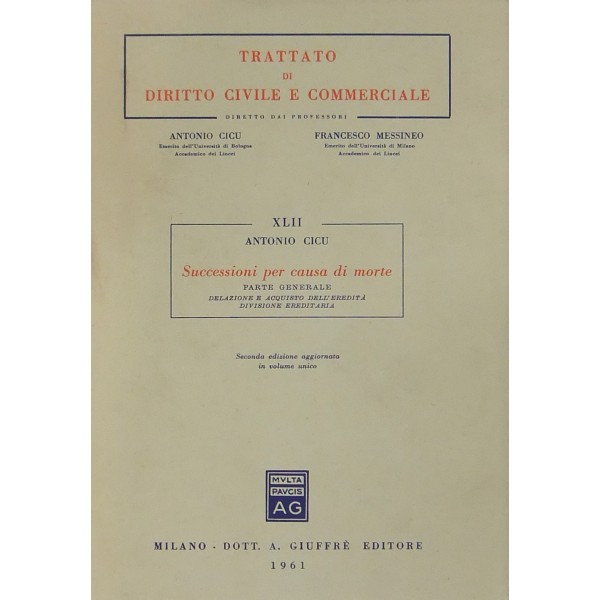 TRATTATO
DI
DIRITTO CIVILE E COMMERCIALE
DIRETTO DAI PROFESSORI
ANTONIO CICU
Emerito dell'Università di Bologna
Accademico dei Lincei
FRANCESCO MESSINEO
Emerito dell'Università di Milano
Accademico dei Lincei
XLII
ANTONIO CICU
Successioni per causa di morte
PARTE GENERALE
DELAZIONE E ACQUISTO DELL'EREDITÀ
DIVISIONE EREDITARIA
Seconda edizione aggiornata
in volume unico
MVLTA
PAVCIS
AG
MILANO - DOTT. A. GIUFFRÈ EDITORE
1961